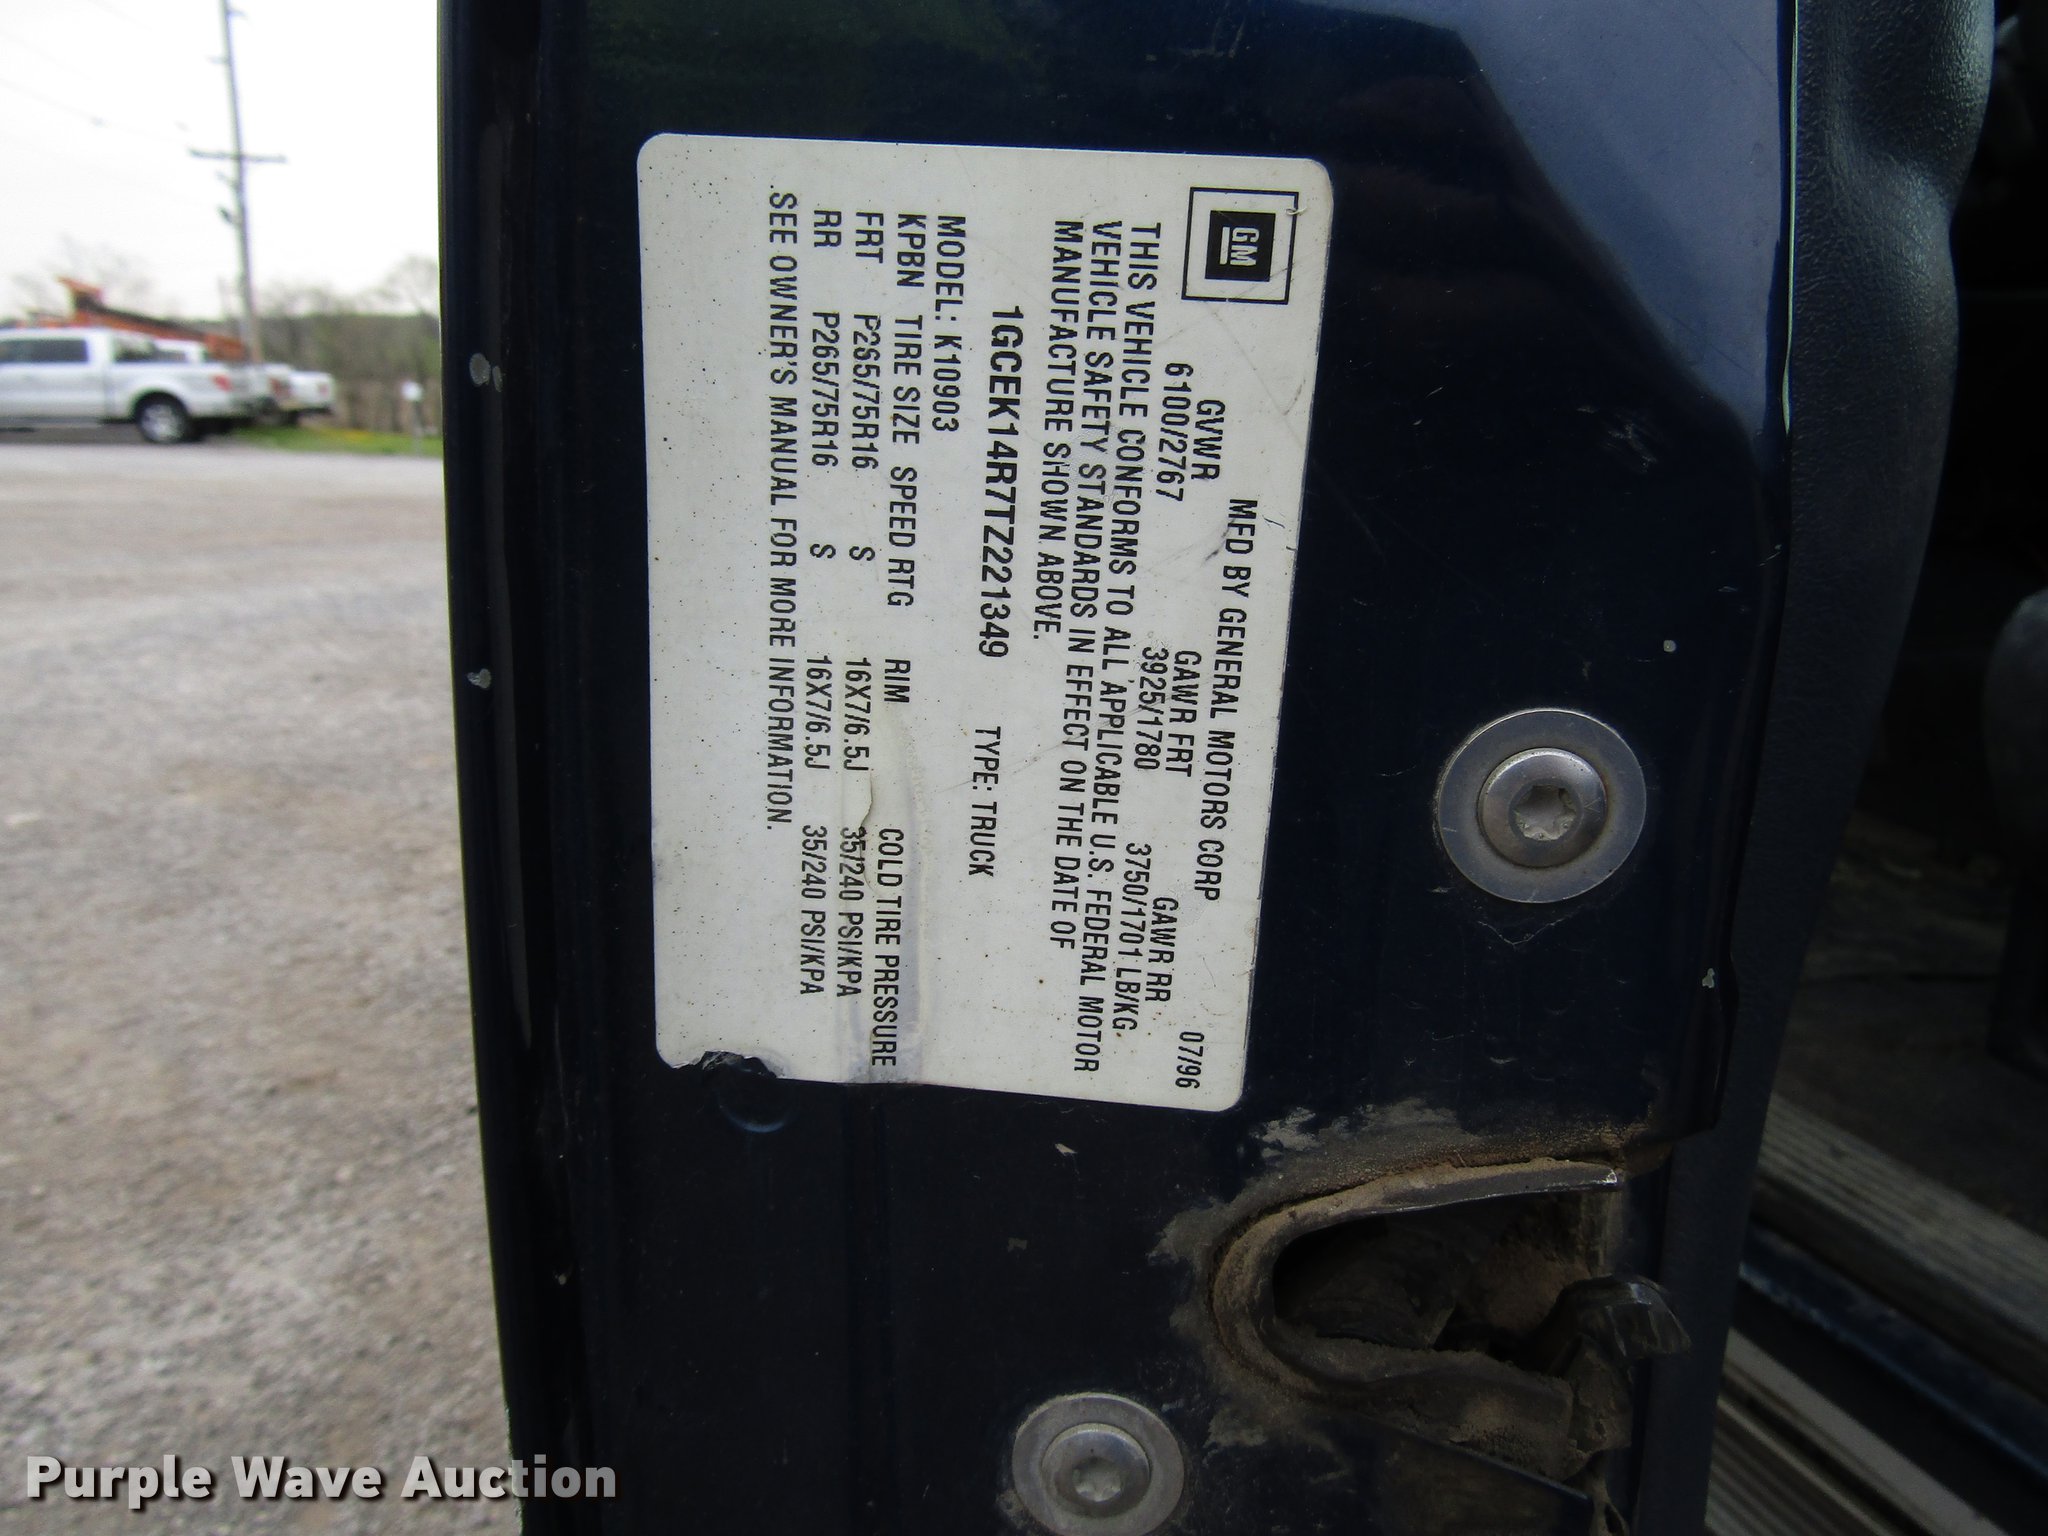 GM
MFD BY GENERAL MOTORS CORP 07/96
GVWR GAWR FRT GAWR RR
6100/2767 3925/1780 3750/1701 LB/KG
THIS VEHICLE CONFORMS TO ALL APPLICABLE U.S. FEDERAL MOTOR
VEHICLE SAFETY STANDARDS IN EFFECT ON THE DATE OF
MANUFACTURE SHOWN ABOVE.
1GCEK14R7TZ221349 TYPE: TRUCK
MODEL: K10903
KPBN TIRE SIZE SPEED RTG RIM COLD TIRE PRESSURE
FRT P265/75R16 S 16X7/6.5J 35/240 PSI/KPA
RR P265/75R16 S 16X7/6.5J 35/240 PSI/KPA
.SEE OWNER'S MANUAL FOR MORE INFORMATION.
Purple Wave Auction